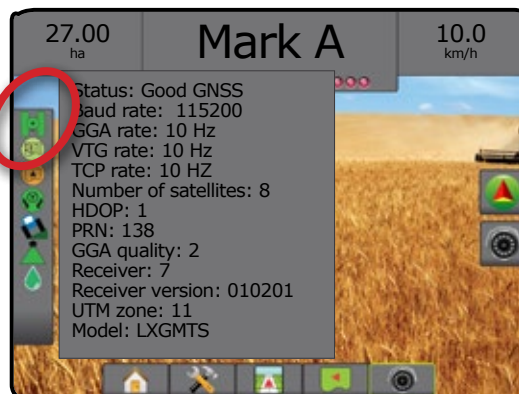 27.00
ha
Mark A
10.0
km/h
Status: Good GNSS
Baud rate: 115200
GGA rate: 10 Hz
VTG rate: 10 Hz
TCP rate: 10 HZ
Number of satellites: 8
HDOP: 1
PRN: 138
GGA quality: 2
Receiver: 7
Receiver version: 010201
UTM zone: 11
Model: LXGMTS